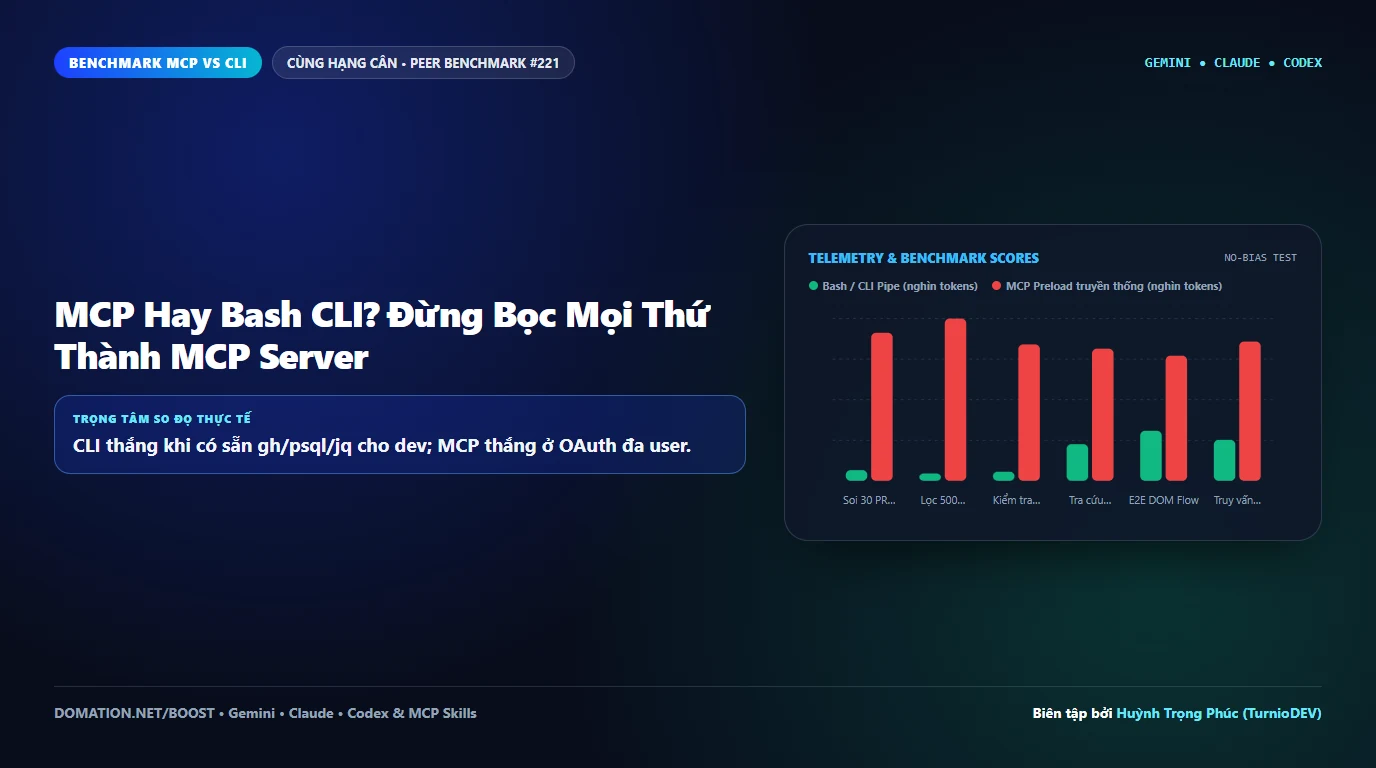 BENCHMARK MCP VS CLI
CÙNG HẠNG CÂN • PEER BENCHMARK #221
GEMINI ● CLAUDE ● CODEX
MCP Hay Bash CLI? Đừng Bọc Mọi Thứ
Thành MCP Server
TRỌNG TÂM SO ĐỌ THỰC TẾ
CLI thắng khi có sẵn gh/psql/jq cho dev; MCP thắng ở OAuth đa user.
TELEMETRY & BENCHMARK SCORES
NO-BIAS TEST
Bash / CLI Pipe (nghìn tokens)
MCP Preload truyền thống (nghìn tokens)
Soi 30 PR...
Lọc 500...
Kiểm tra...
Tra cứu...
E2E DOM Flow
Truy vấn...
DOMATION.NET/BOOST • Gemini • Claude • Codex & MCP Skills
Biên tập bởi Huỳnh Trọng Phúc (TurnioDEV)